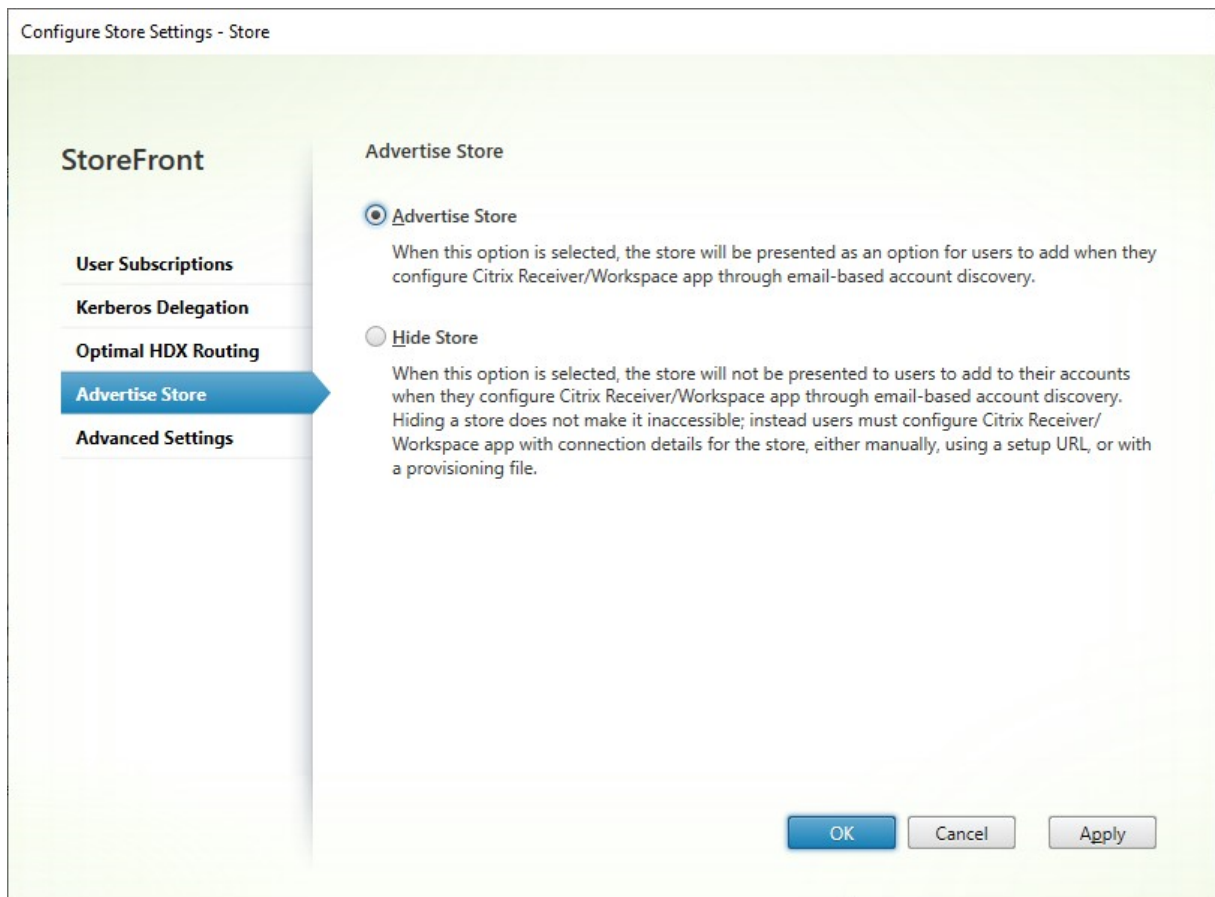 Configure Store Settings - Store
StoreFront
User Subscriptions
Kerberos Delegation
Optimal HDX Routing
Advertise Store
Advanced Settings
Advertise Store
Advertise Store
When this option is selected, the store will be presented as an option for users to add when they
configure Citrix Receiver/Workspace app through email-based account discovery.
Hide Store
When this option is selected, the store will not be presented to users to add to their accounts
when they configure Citrix Receiver/Workspace app through email-based account discovery.
Hiding a store does not make it inaccessible; instead users must configure Citrix Receiver/
Workspace app with connection details for the store, either manually, using a setup URL, or with
a provisioning file.
OK
Cancel
Apply